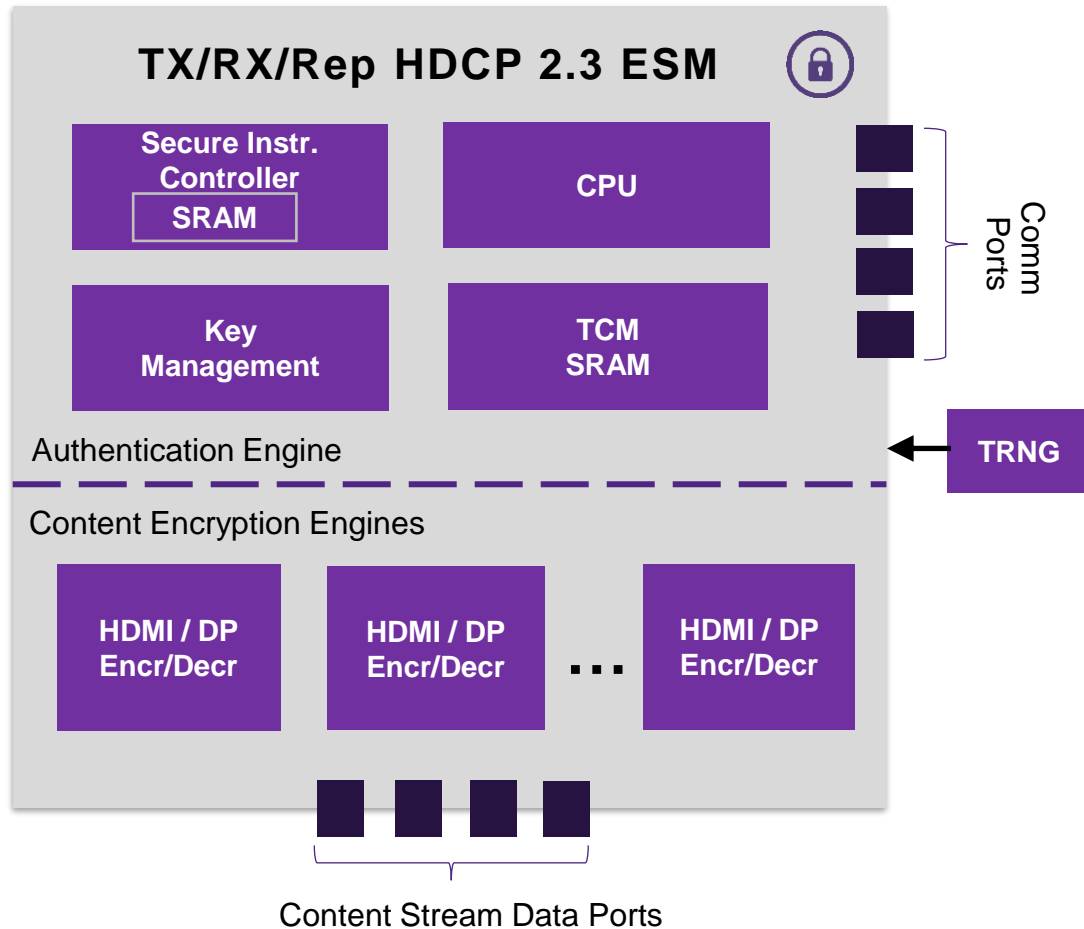 TX/RX/Rep HDCP 2.3 ESM
Secure Instr.
Controller
SRAM
CPU
Comm
Ports
Key
Management
TCM
SRAM
Authentication Engine
TRNG
Content Encryption Engines
HDMI / DP
Encr/Decr
HDMI / DP
Encr/Decr
...
HDMI / DP
Encr/Decr
Content Stream Data Ports